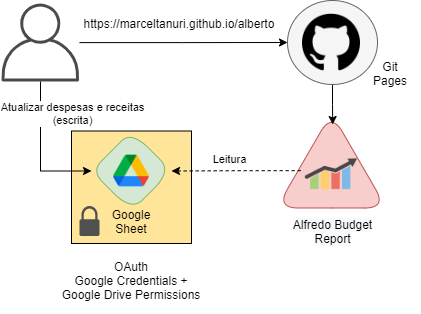 https://marceltanuri.github.io/alberto
Git
Pages
Atualizar despesas e receitas
(escrita)
Leitura
Google
Sheet
Alfredo Budget
Report
OAuth
Google Credentials +
Google Drive Permissions